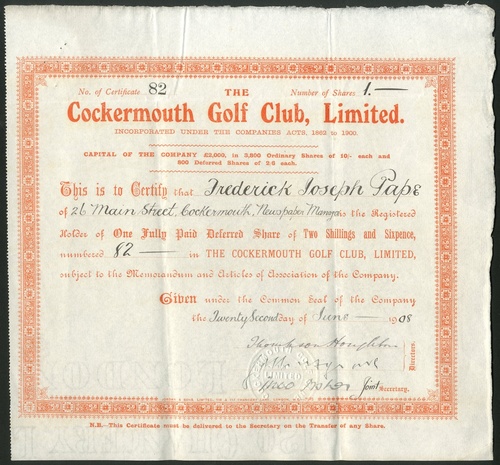 No. of Certificate 82 THE Number of Shares 1.—
Cockermouth Golf Club, Limited.
INCORPORATED UNDER THE COMPANIES ACTS, 1862 TO 1900.
CAPITAL OF THE COMPANY £2,000, in 3,800 Ordinary Shares of 10/- each and
800 Deferred Shares of 2/6 each.
This is to Certify that Frederick Joseph Pape
of 26 Main Street, Cockermouth, Newspaper Manager is the Registered
Holder of One Fully Paid Deferred Share of Two Shillings and Sixpence,
numbered 82 — in THE COCKERMOUTH GOLF CLUB, LIMITED,
subject to the Memorandum and Articles of Association of the Company.
Given under the Common Seal of the Company
the Twenty Second day of June — 1908
Thompson Houghton
Directors.
Joint Secretary.
N.B.—This Certificate must be delivered to the Secretary on the Transfer of any Share.